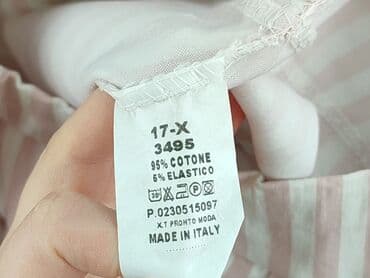 17-X
3495
95% COTONE
5% ELASTICO
P.0230515097
X.T PRONTO MODA
MADE IN ITALY